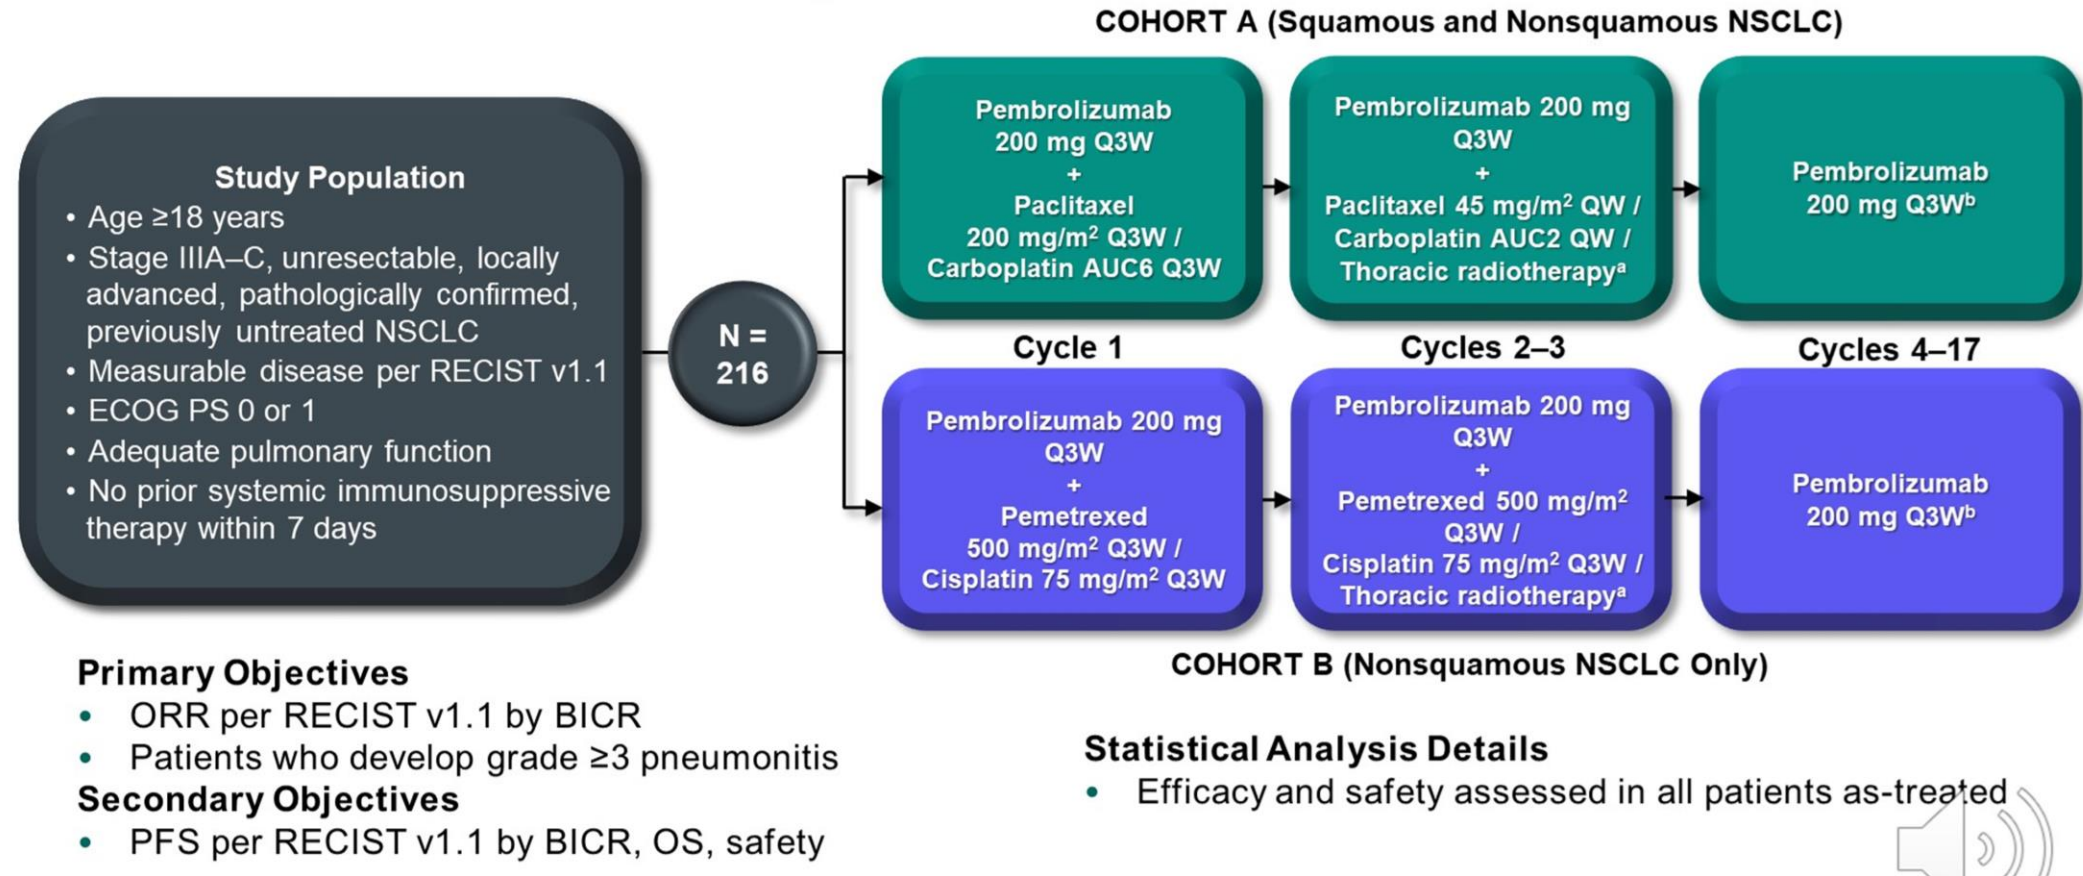 COHORT A (Squamous and Nonsquamous NSCLC)
Study Population
• Age ≥18 years
• Stage IIIA–C, unresectable, locally
advanced, pathologically confirmed,
previously untreated NSCLC
• Measurable disease per RECIST v1.1
• ECOG PS 0 or 1
• Adequate pulmonary function
• No prior systemic immunosuppressive
therapy within 7 days
N =
216
Pembrolizumab
200 mg Q3W
+
Paclitaxel
200 mg/m² Q3W /
Carboplatin AUC6 Q3W
Pembrolizumab 200 mg
Q3W
+
Paclitaxel 45 mg/m² QW /
Carboplatin AUC2 QW /
Thoracic radiotherapyᵃ
Pembrolizumab
200 mg Q3Wᵇ
Cycle 1
Cycles 2–3
Cycles 4–17
Pembrolizumab 200 mg
Q3W
+
Pemetrexed
500 mg/m² Q3W /
Cisplatin 75 mg/m² Q3W
Pembrolizumab 200 mg
Q3W
+
Pemetrexed 500 mg/m²
Q3W /
Cisplatin 75 mg/m² Q3W /
Thoracic radiotherapyᵃ
Pembrolizumab
200 mg Q3Wᵇ
COHORT B (Nonsquamous NSCLC Only)
Primary Objectives
• ORR per RECIST v1.1 by BICR
• Patients who develop grade ≥3 pneumonitis
Secondary Objectives
• PFS per RECIST v1.1 by BICR, OS, safety
Statistical Analysis Details
• Efficacy and safety assessed in all patients as-treated